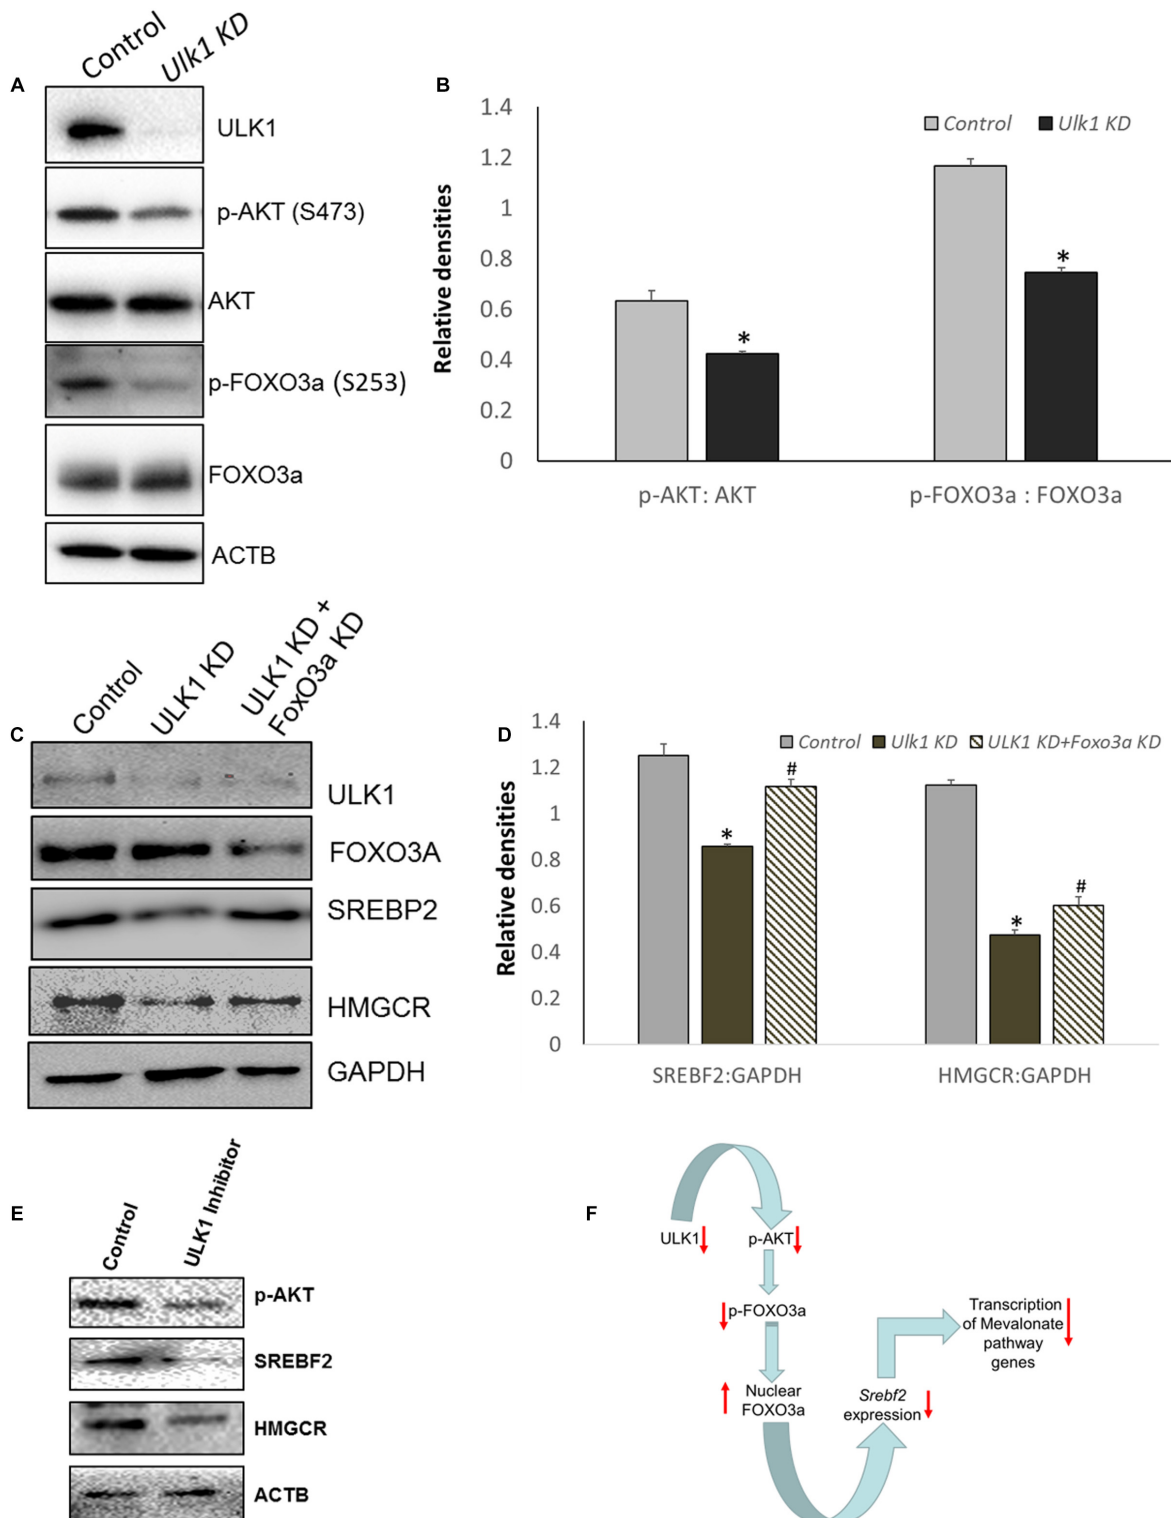 A
Control
Ulk1 KD
ULK1
p-AKT (S473)
AKT
p-FOXO3a (S253)
FOXO3a
ACTB
B
Relative densities
1.4
1.2
1
0.8
0.6
0.4
0.2
0
Control
Ulk1 KD
*
*
p-AKT: AKT
p-FOXO3a : FOXO3a
C
Control
ULK1 KD
ULK1 KD +
FoxO3a KD
ULK1
FOXO3A
SREBP2
HMGCR
GAPDH
D
Relative densities
1.4
1.2
1
0.8
0.6
0.4
0.2
0
Control
Ulk1 KD
ULK1 KD+Foxo3a KD
*
#
*
#
SREBF2:GAPDH
HMGCR:GAPDH
E
Control
ULK1 Inhibitor
p-AKT
SREBF2
HMGCR
ACTB
F
ULK1
p-AKT
p-FOXO3a
Nuclear
FOXO3a
Srebf2
expression
Transcription
of Mevalonate
pathway
genes